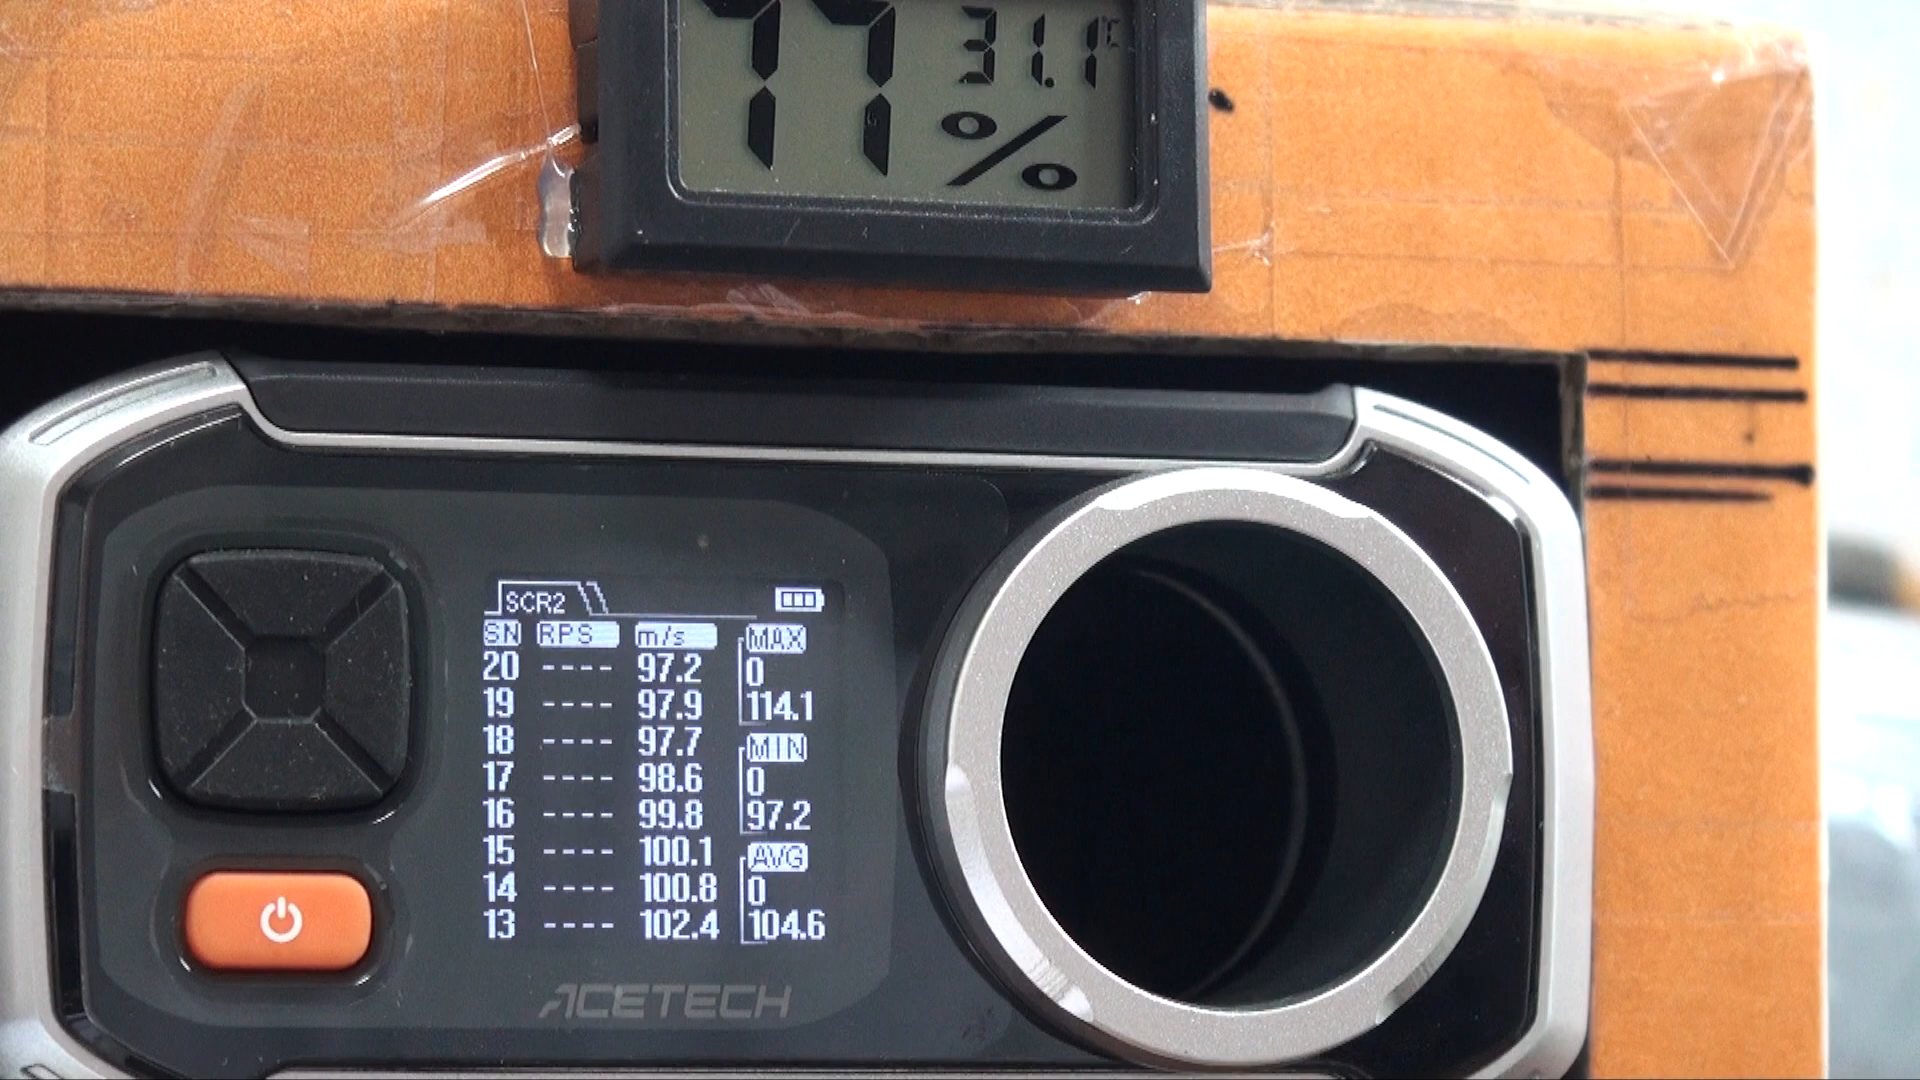 77 31.1℃
%
SCR2
SN RPS m/s MAX
20 ---- 97.2 0
19 ---- 97.9 114.1
18 ---- 97.7 MIN
17 ---- 98.6 0
16 ---- 99.8 97.2
15 ---- 100.1 AVG
14 ---- 100.8 0
13 ---- 102.4 104.6
ACETECH